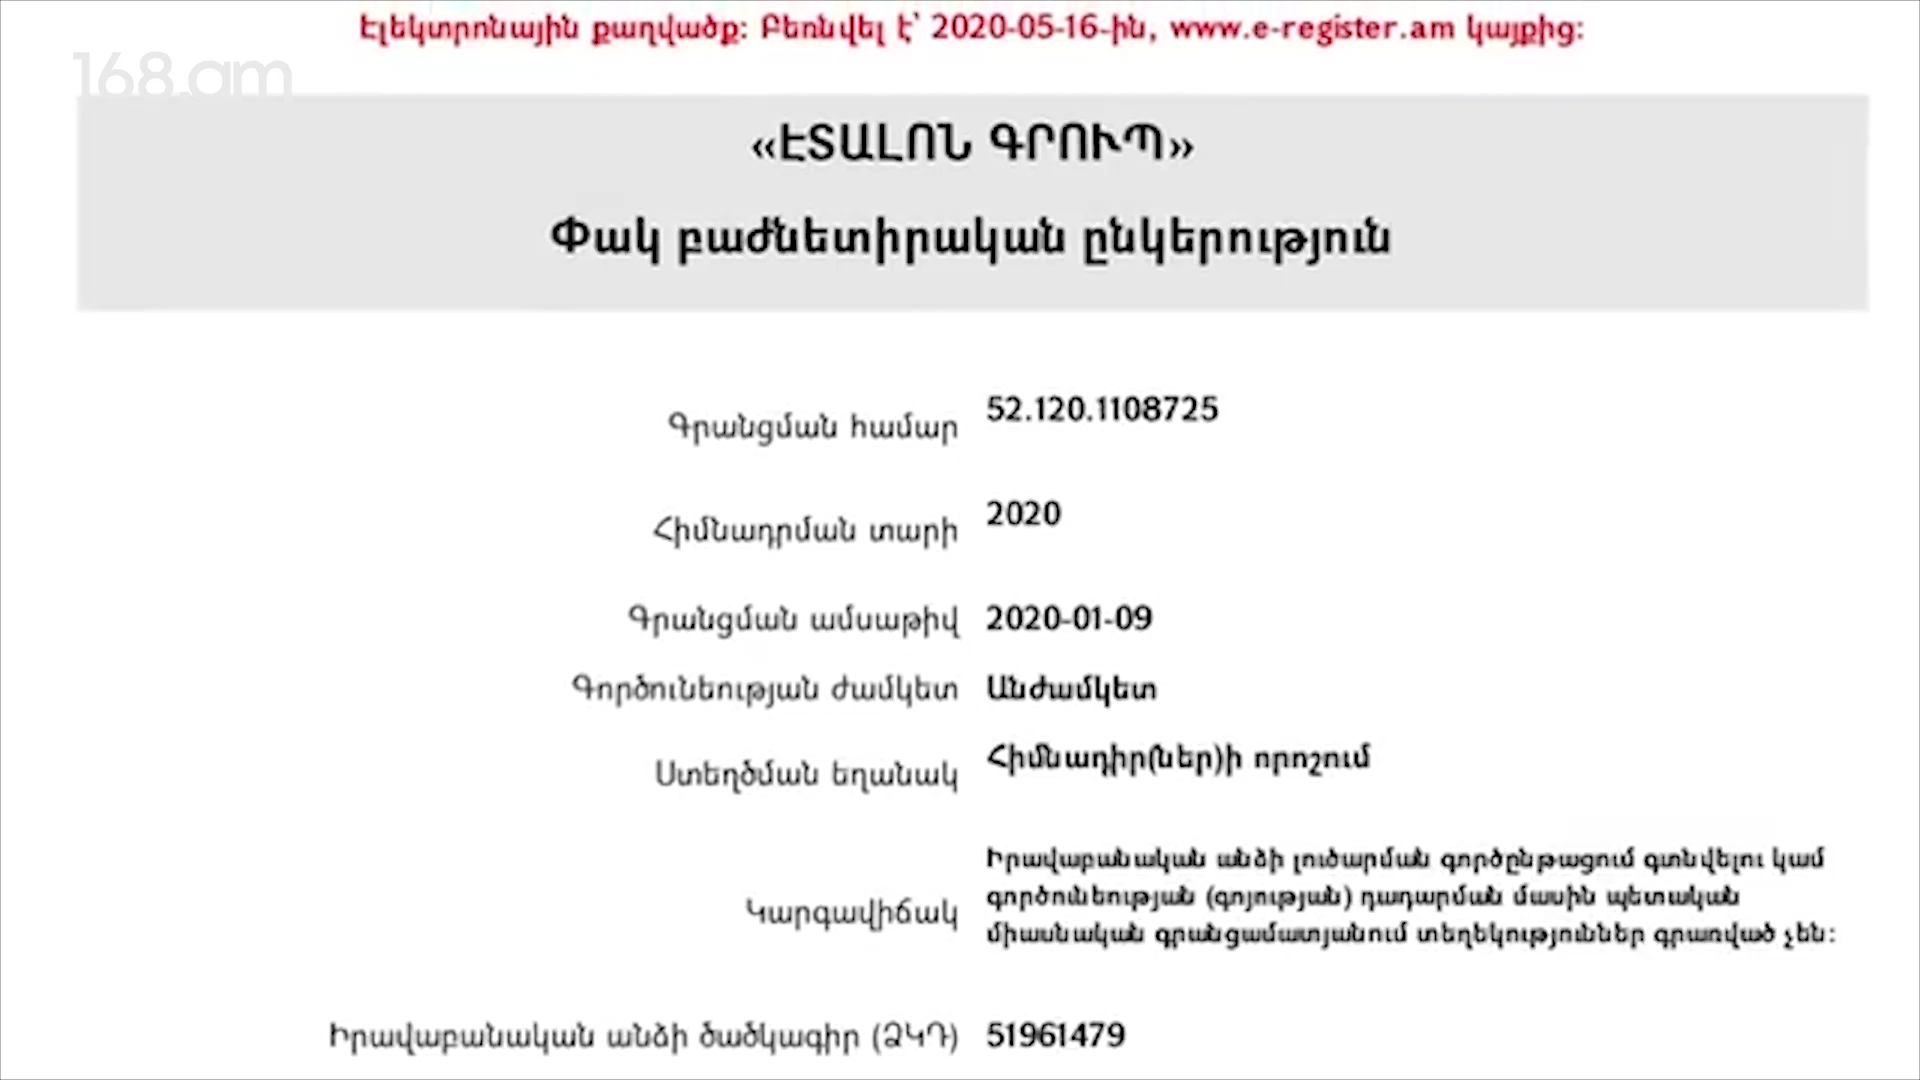 Էլեկտրոնային քաղվածք: Բեռնվել է՝ 2020-05-16-ին, www.e-register.am կայքից:
168.am
«ԷՏԱԼՈՆ ԳՐՈՒՊ»
Փակ բաժնետիրական ընկերություն
Գրանցման համար 52.120.1108725
Հիմնադրման տարի 2020
Գրանցման ամսաթիվ 2020-01-09
Գործունեության ժամկետ Անժամկետ
Ստեղծման եղանակ Հիմնադիր(ներ)ի որոշում
Կարգավիճակ Իրավաբանական անձի լուծարման գործընթացում գտնվելու կամ
գործունեության (գոյության) դադարման մասին պետական
միասնական գրանցամատյանում տեղեկություններ գրառված չեն:
Իրավաբանական անձի ծածկագիր (ՁԿԴ) 51961479